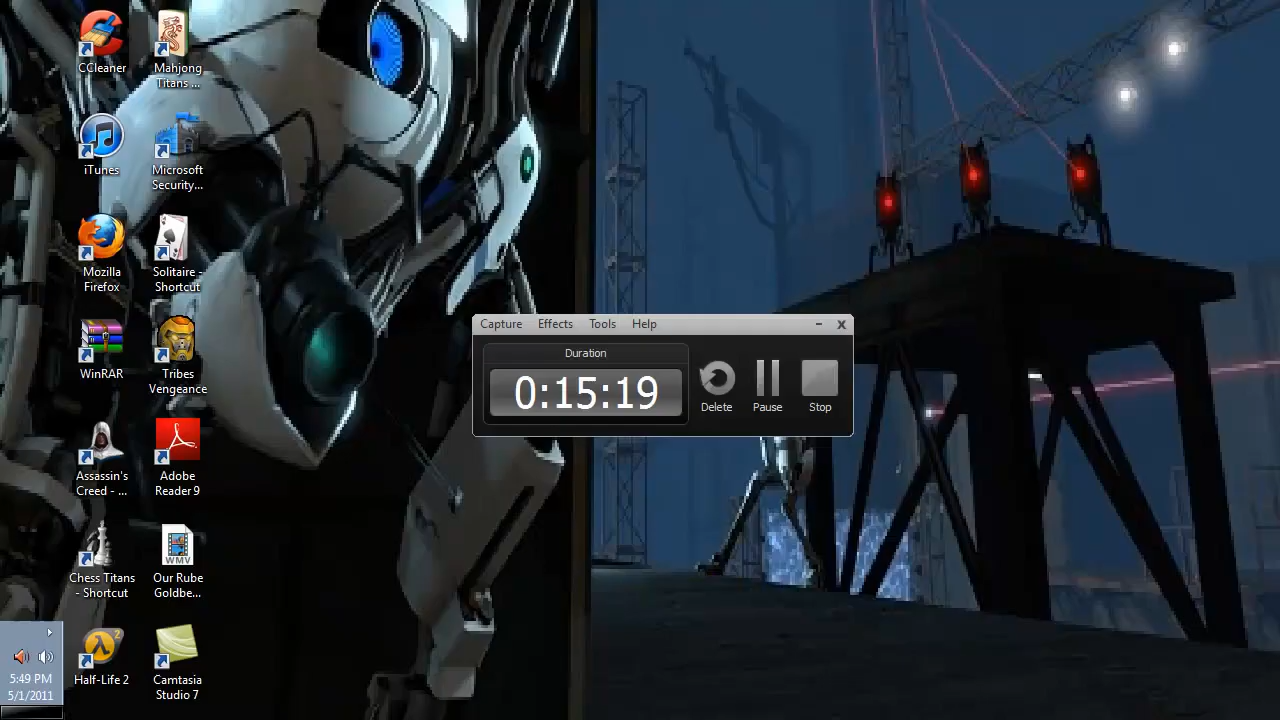 CCleaner
Mahjong
Titans ...
iTunes
Microsoft
Security...
Mozilla
Firefox
Solitaire -
Shortcut
WinRAR
Tribes
Vengeance
Assassin's
Creed - ...
Adobe
Reader 9
Chess Titans
- Shortcut
WMV
Our Rube
Goldbe...
2
Half-Life 2
Camtasia
Studio 7
5:49 PM
5/1/2011
Capture Effects Tools Help
Duration
0:15:19
Delete
Pause
Stop